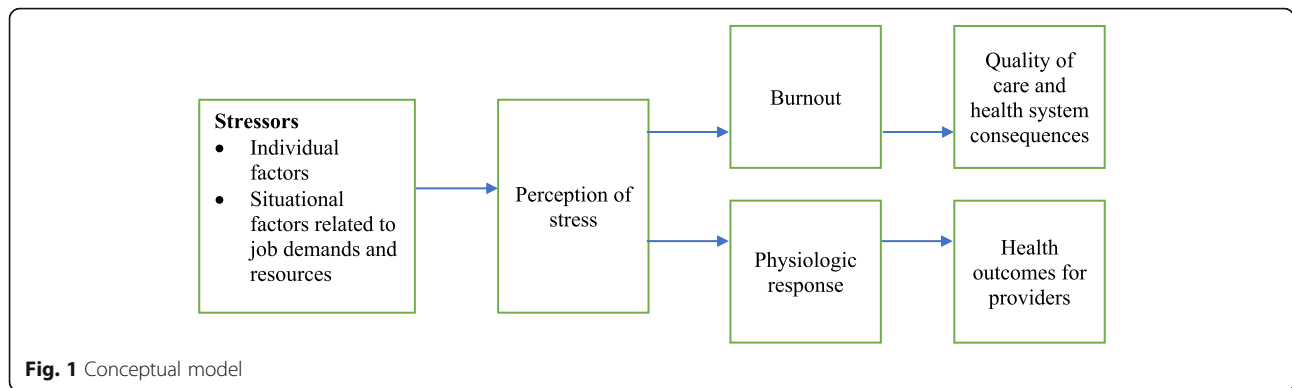 Stressors
• Individual
factors
• Situational
factors related to
job demands and
resources
Perception of
stress
Burnout
Quality of
care and
health system
consequences
Physiologic
response
Health
outcomes for
providers
Fig. 1 Conceptual model